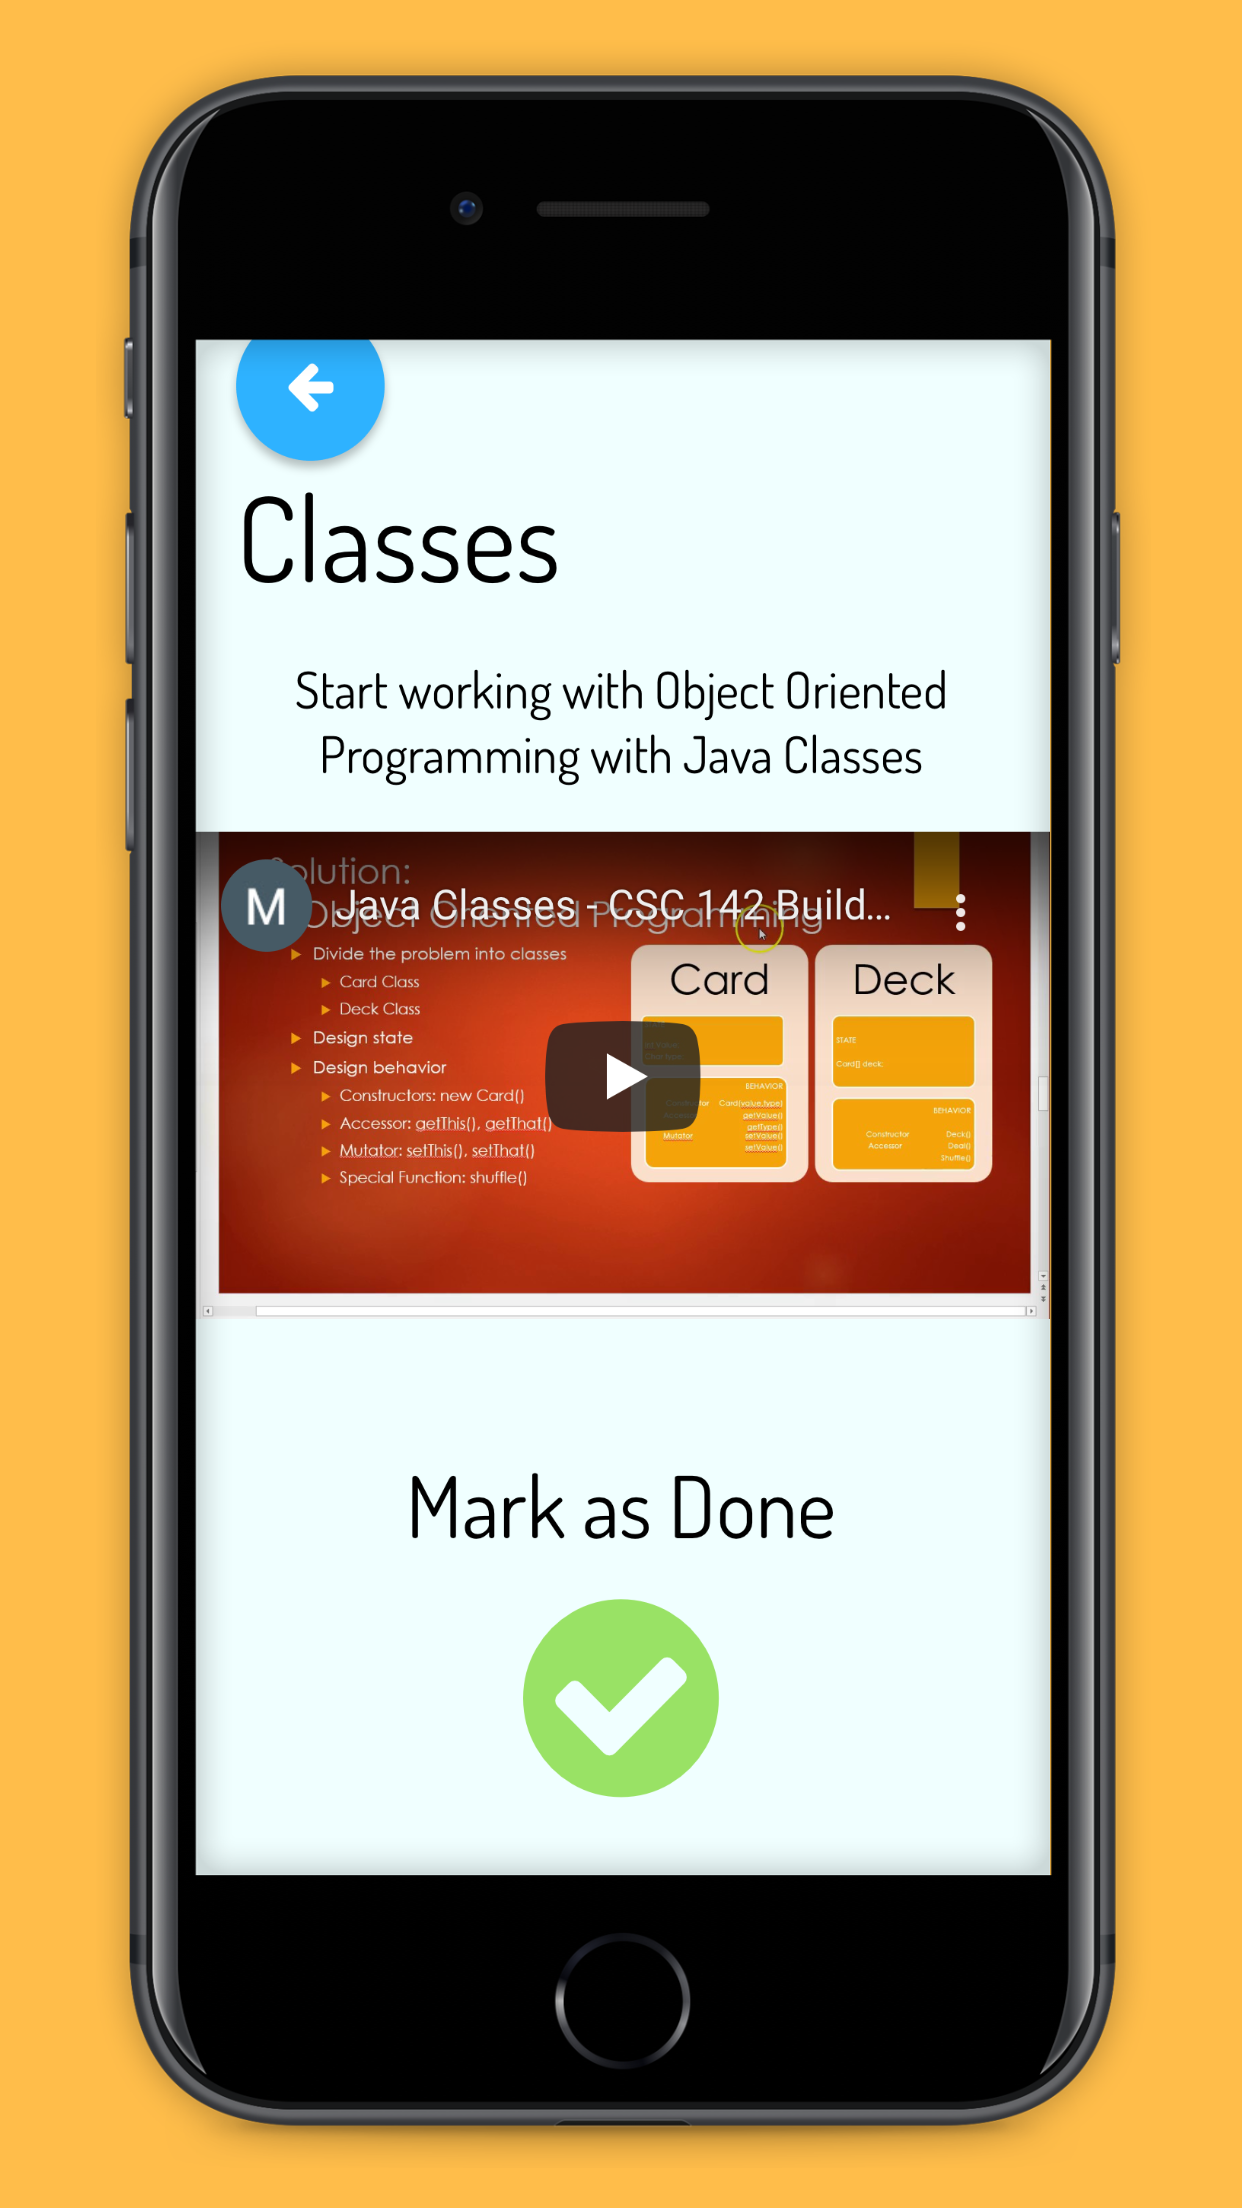 Classes
Start working with Object Oriented
Programming with Java Classes
Solution:
Object Oriented Programming
M
Java Classes - CSC 142 Build...
Divide the problem into classes
Card Class
Deck Class
Design state
Design behavior
Constructors: new Card()
Accessor: getThis(), getThat()
Mutator: setThis(), setThat()
Special Function: shuffle()
Card
BEHAVIOR
Card(value,type)
getValue()
getType()
Mutator setValue()
setValue()
Deck
STATE
Card[] deck;
BEHAVIOR
Constructor Deck()
Accessor Deal()
Shuffle()
Mark as Done